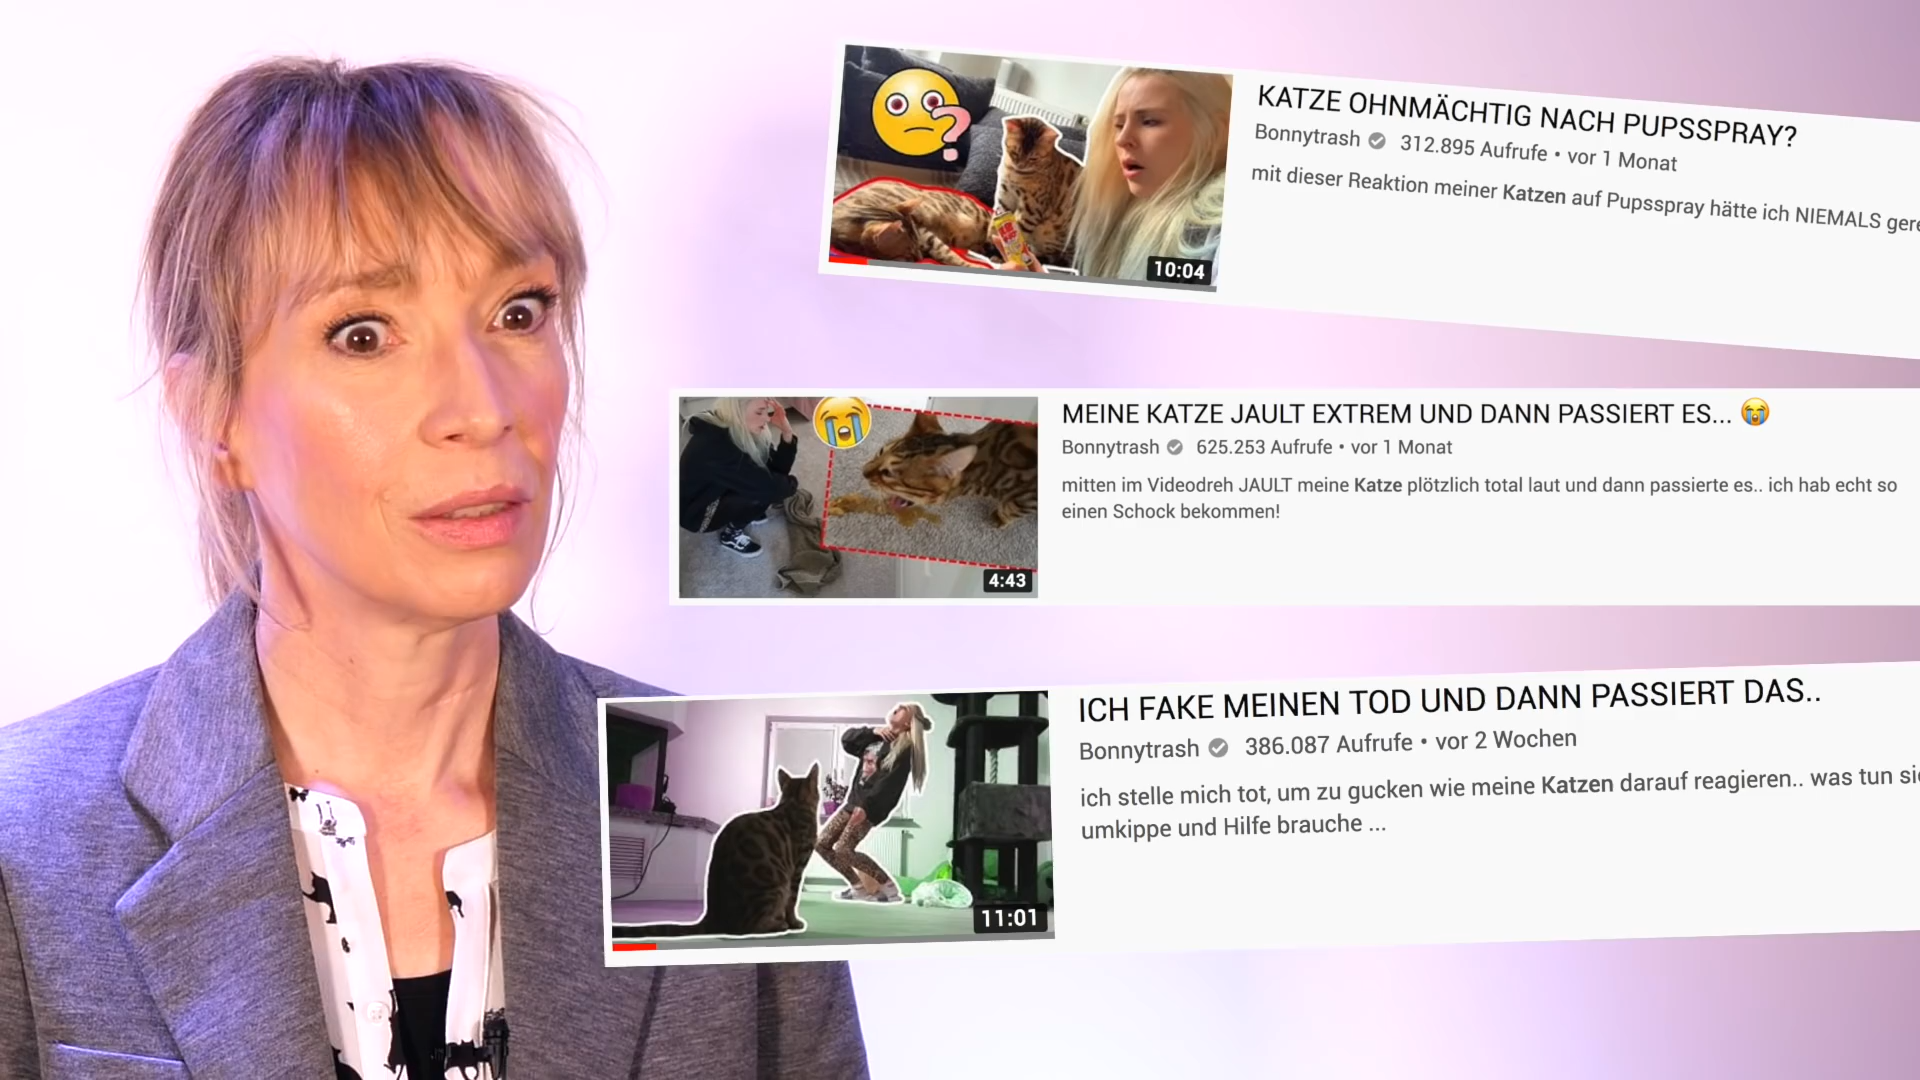 KATZE OHNMÄCHTIG NACH PUPSSPRAY?
Bonnytrash 312.895 Aufrufe • vor 1 Monat
mit dieser Reaktion meiner Katzen auf Pupsspray hätte ich NIEMALS gere
10:04
MEINE KATZE JAULT EXTREM UND DANN PASSIERT ES... 😭
Bonnytrash 625.253 Aufrufe • vor 1 Monat
mitten im Videodreh JAULT meine Katze plötzlich total laut und dann passierte es.. ich hab echt so
einen Schock bekommen!
4:43
ICH FAKE MEINEN TOD UND DANN PASSIERT DAS..
Bonnytrash 386.087 Aufrufe • vor 2 Wochen
ich stelle mich tot, um zu gucken wie meine Katzen darauf reagieren.. was tun sie
umkippe und Hilfe brauche ...
11:01